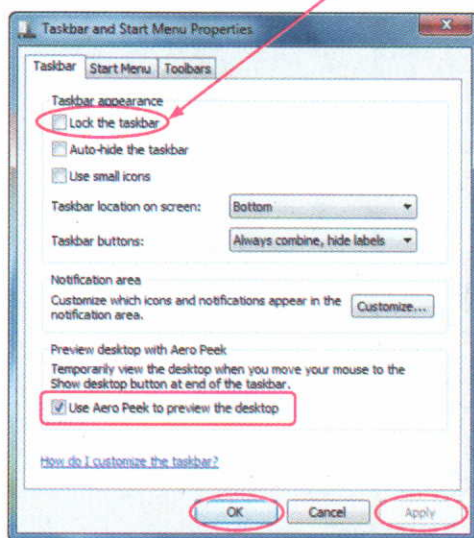 Taskbar and Start Menu Properties
Taskbar Start Menu Toolbars
Taskbar appearance
Lock the taskbar
Auto-hide the taskbar
Use small icons
Taskbar location on screen: Bottom
Taskbar buttons: Always combine, hide labels
Notification area
Customize which icons and notifications appear in the
notification area.
Customize...
Preview desktop with Aero Peek
Temporarily view the desktop when you move your mouse to the
Show desktop button at end of the taskbar.
Use Aero Peek to preview the desktop
How do I customize the taskbar?
OK Cancel Apply